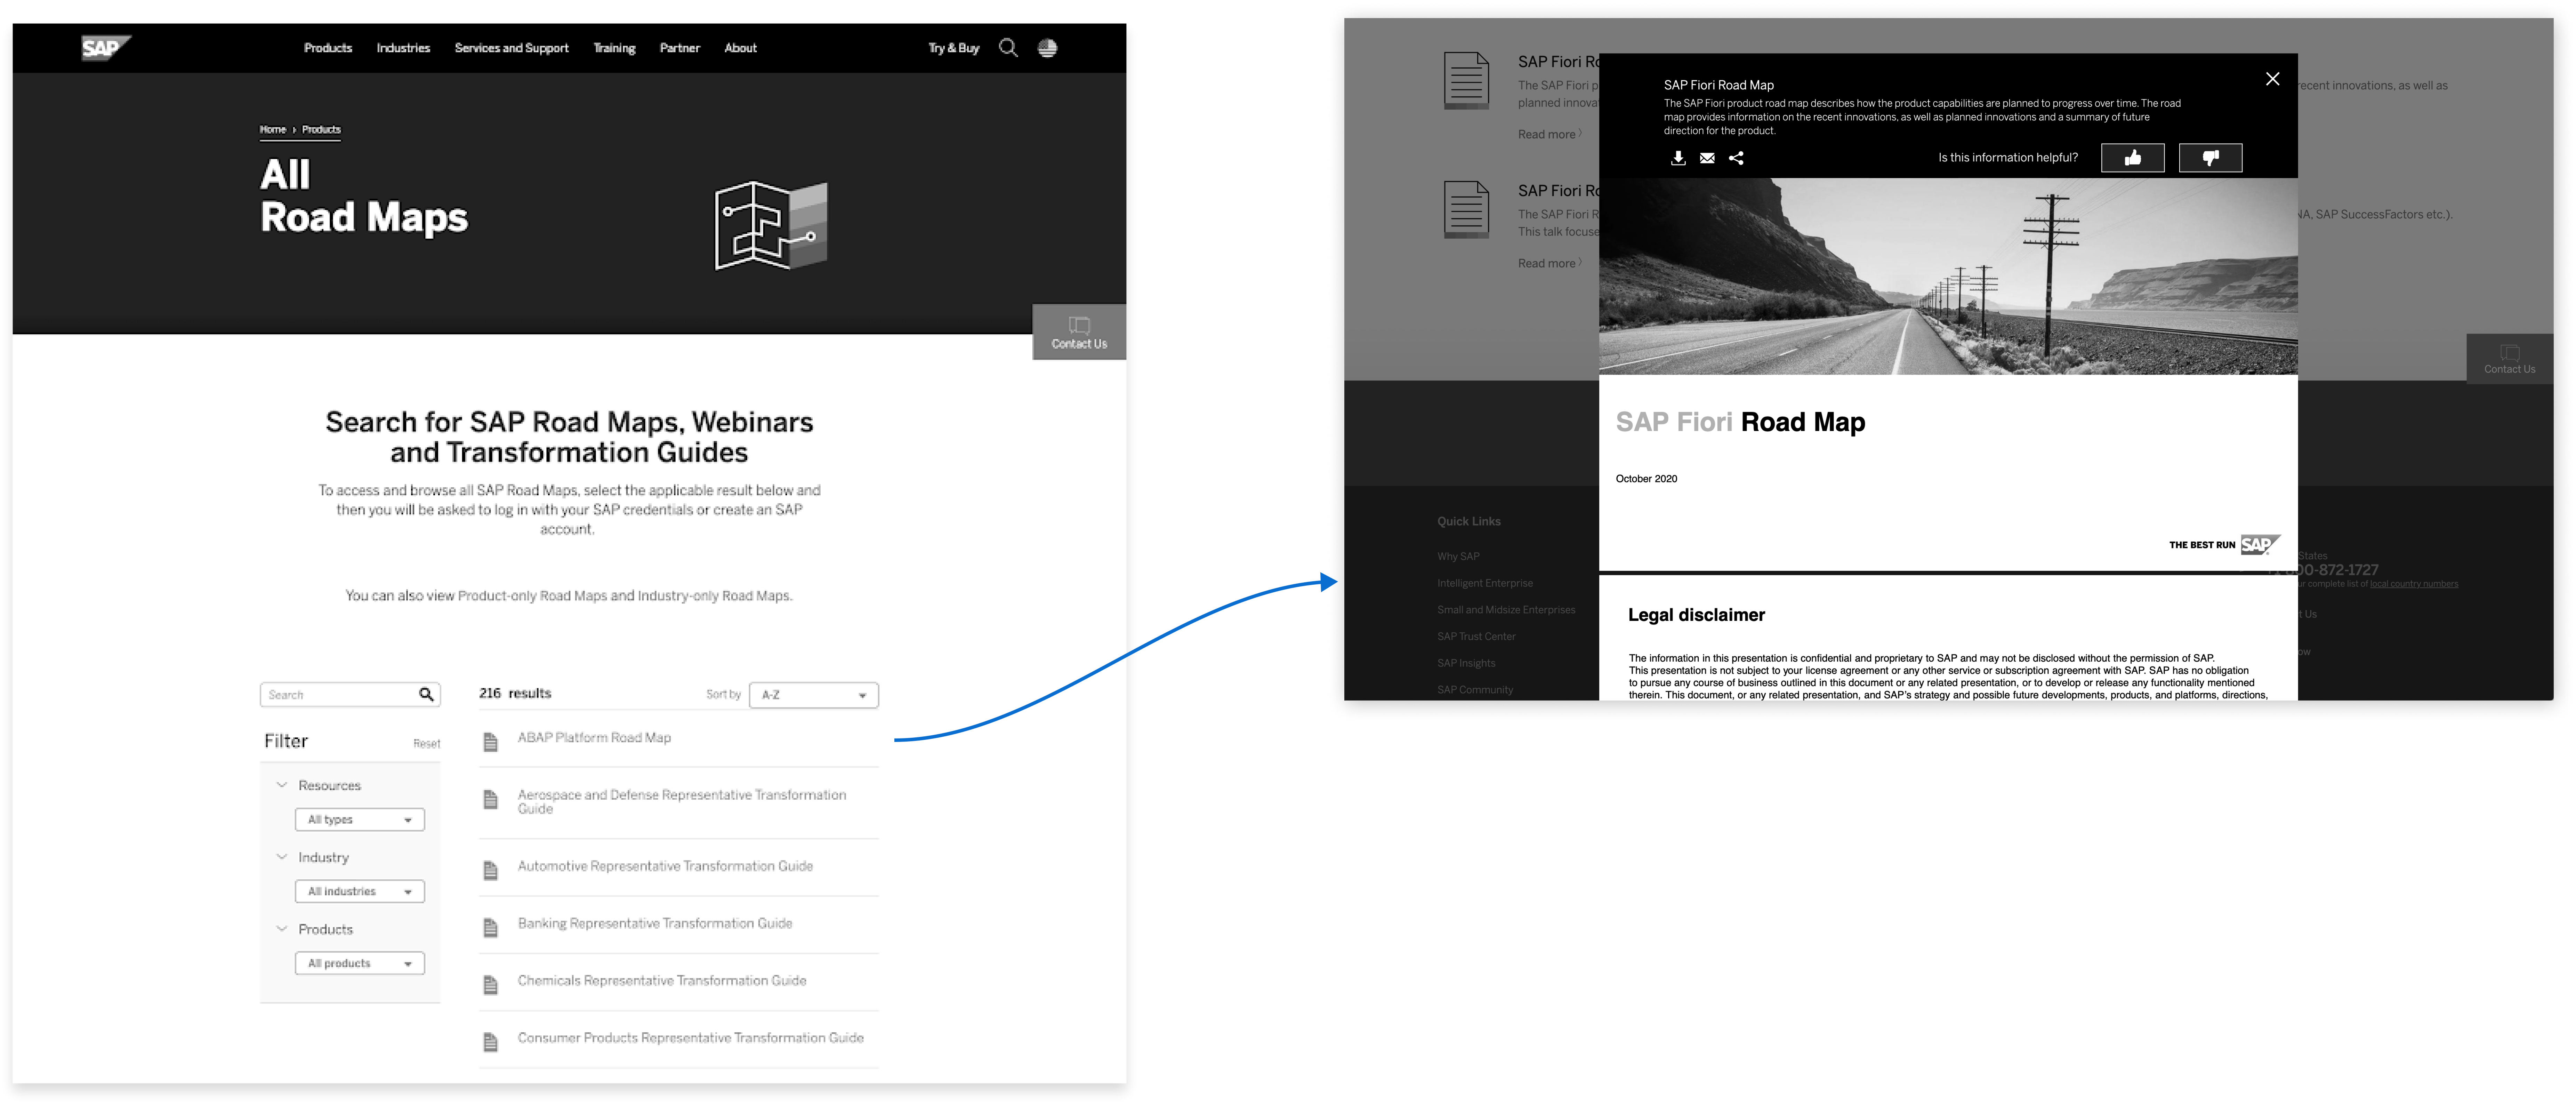 SAP
Products Industries Services and Support Training Partner About
Try & Buy
Home › Products
All
Road Maps
Contact Us
Search for SAP Road Maps, Webinars
and Transformation Guides
To access and browse all SAP Road Maps, select the applicable result below and
then you will be asked to log in with your SAP credentials or create an SAP
account.
You can also view Product-only Road Maps and Industry-only Road Maps.
Search
Filter
Reset
Resources
All types
Industry
All industries
Products
All products
216 results
Sort by
A-Z
ABAP Platform Road Map
Aerospace and Defense Representative Transformation
Guide
Automotive Representative Transformation Guide
Banking Representative Transformation Guide
Chemicals Representative Transformation Guide
Consumer Products Representative Transformation Guide
SAP Fiori
The SAP Fiori
planned
Read more
recent innovations, as well as
SAP Fiori
The SAP Fiori
This talk
Read more
SAP SuccessFactors etc.).
Contact Us
SAP Fiori Road Map
The SAP Fiori product road map describes how the product capabilities are planned to progress over time. The road
map provides information on the recent innovations, as well as planned innovations and a summary of future
direction for the product.
Is this information helpful?
SAP Fiori Road Map
October 2020
THE BEST RUN SAP
Legal disclaimer
The information in this presentation is confidential and proprietary to SAP and may not be disclosed without the permission of SAP.
This presentation is not subject to your license agreement or any other service or subscription agreement with SAP. SAP has no obligation
to pursue any course of business outlined in this document or any related presentation, or to develop or release any functionality mentioned
therein. This document, or any related presentation, and SAP's strategy and possible future developments, products, and platforms, directions,
Quick Links
Why SAP
Intelligent Enterprise
Small and Midsize Enterprises
SAP Trust Center
SAP Insights
SAP Community
States
00-872-1727
complete list of local country numbers
Us